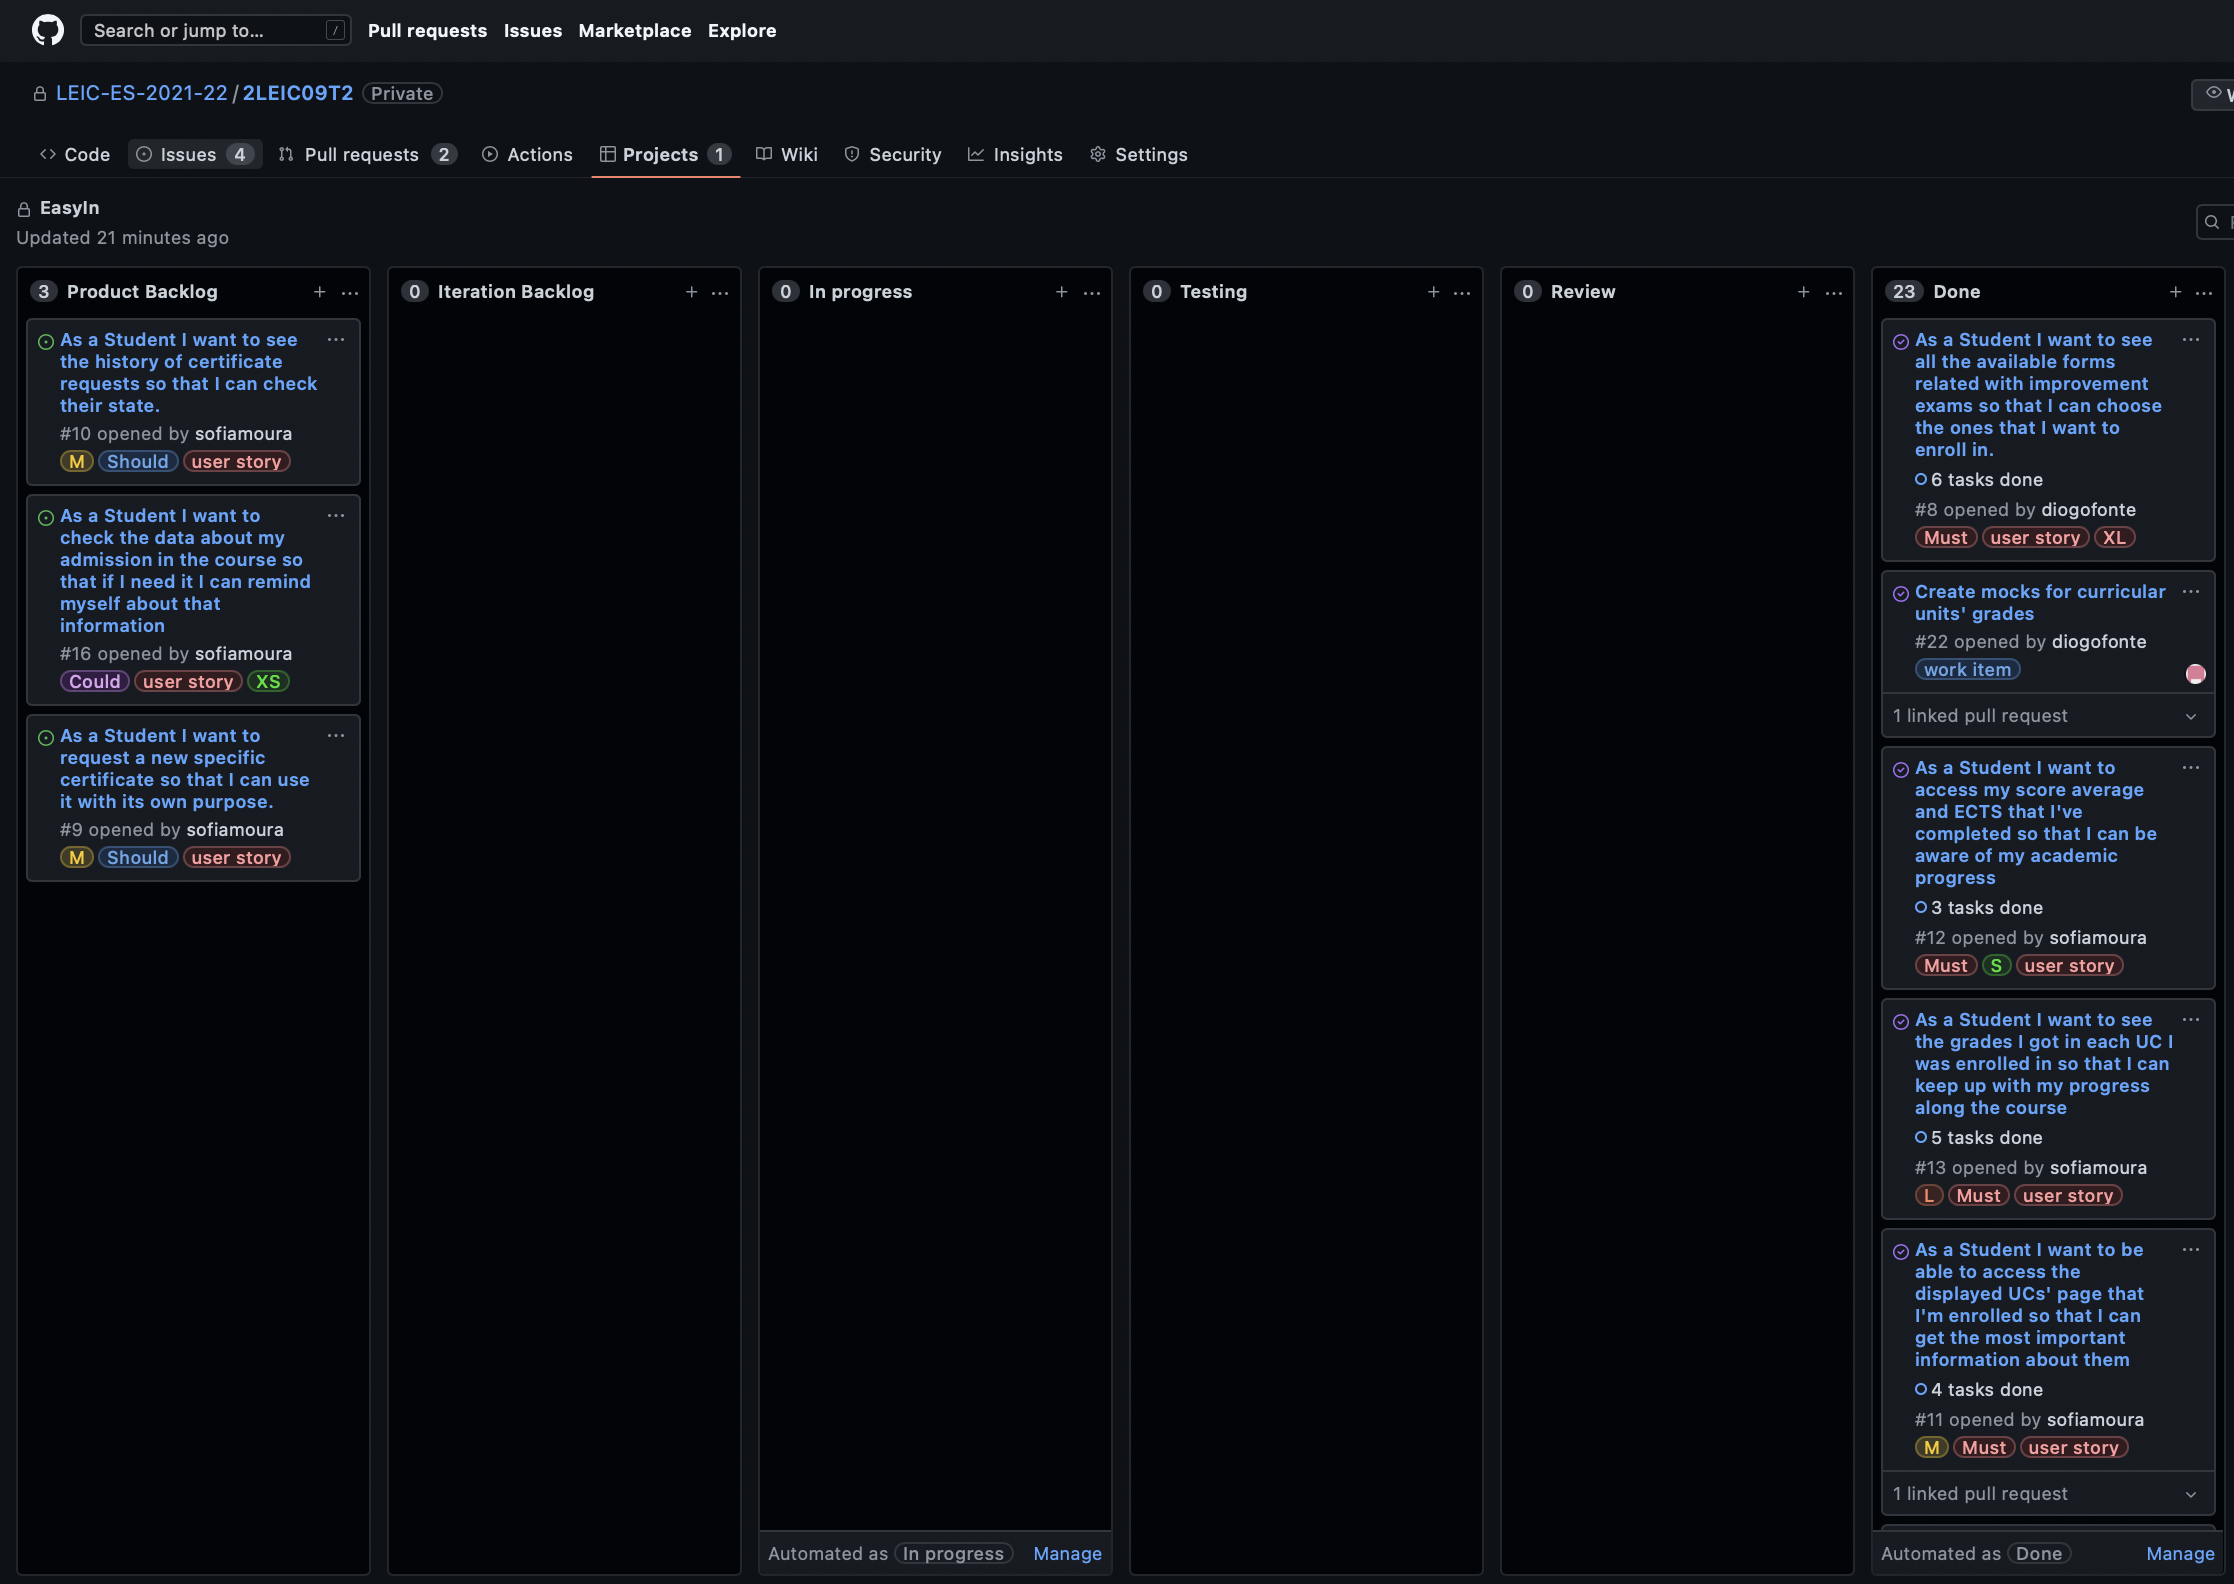 Search or jump to... /
Pull requests Issues Marketplace Explore
LEIC-ES-2021-22 / 2LEIC09T2 Private
Code Issues 4 Pull requests 2 Actions Projects 1 Wiki Security Insights Settings
EasyIn
Updated 21 minutes ago
3 Product Backlog
As a Student I want to see
the history of certificate
requests so that I can check
their state.
#10 opened by sofiamoura
M Should user story
As a Student I want to
check the data about my
admission in the course so
that if I need it I can remind
myself about that
information
#16 opened by sofiamoura
Could user story XS
As a Student I want to
request a new specific
certificate so that I can use
it with its own purpose.
#9 opened by sofiamoura
M Should user story
0 Iteration Backlog
0 In progress
Automated as In progress Manage
0 Testing
0 Review
23 Done
As a Student I want to see
all the available forms
related with improvement
exams so that I can choose
the ones that I want to
enroll in.
6 tasks done
#8 opened by diogofonte
Must user story XL
Create mocks for curricular
units' grades
#22 opened by diogofonte
work item
1 linked pull request
As a Student I want to
access my score average
and ECTS that I've
completed so that I can be
aware of my academic
progress
3 tasks done
#12 opened by sofiamoura
Must S user story
As a Student I want to see
the grades I got in each UC I
was enrolled in so that I can
keep up with my progress
along the course
5 tasks done
#13 opened by sofiamoura
L Must user story
As a Student I want to be
able to access the
displayed UCs' page that
I'm enrolled so that I can
get the most important
information about them
4 tasks done
#11 opened by sofiamoura
M Must user story
1 linked pull request
Automated as Done Manage